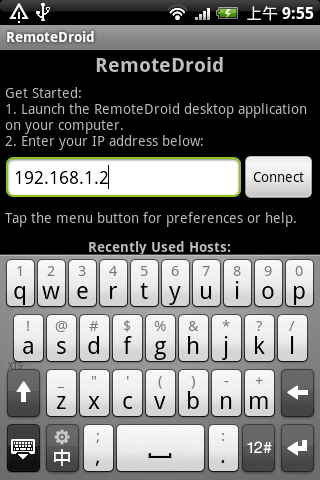 上午 9:55
RemoteDroid
RemoteDroid
Get Started:
1. Launch the RemoteDroid desktop application
on your computer.
2. Enter your IP address below:
192.168.1.2
Connect
Tap the menu button for preferences or help.
Recently Used Hosts:
1 2 3 4 5 6 7 8 9 0
q w e r t y u i o p
! @ # $ % & * ? /
a s d f g h j k l
XT9
_ " ' ( ) - +
z x c v b n m
中 ; , : . 12#